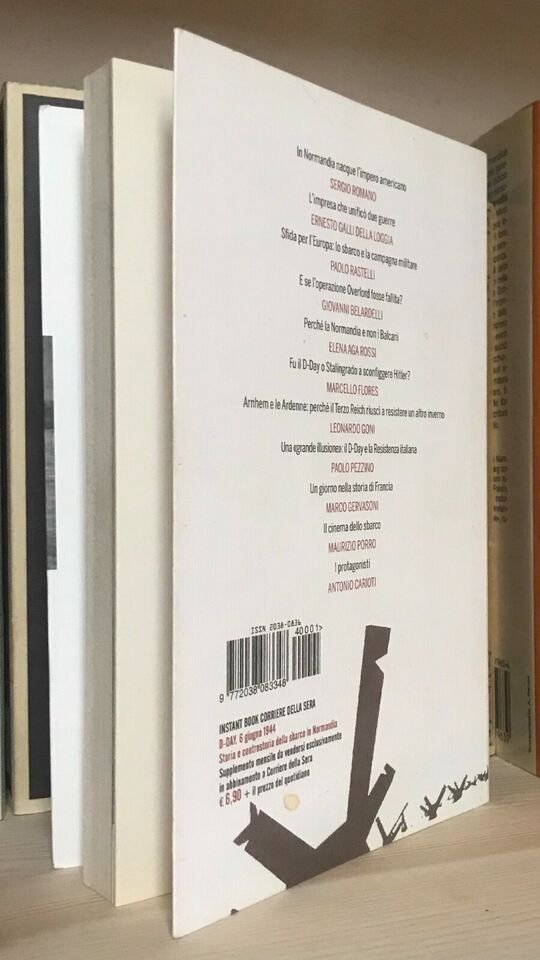 In Normandia nacque l'impero americano
SERGIO ROMANO
L'impresa che unificò due guerre
ERNESTO GALLI DELLA LOGGIA
Sfida per l'Europa: lo sbarco e la campagna militare
PAOLO RASTELLI
E se l'operazione Overlord fosse fallita?
GIOVANNI BELARDELLI
Perché la Normandia e non i Balcani
ELENA AGA ROSSI
Fu il D-Day o Stalingrado a sconfiggere Hitler?
MARCELLO FLORES
Arnhem e le Ardenne: perché il Terzo Reich riuscì a resistere un altro inverno
LEONARDO GONI
Una «grande illusione»: il D-Day e la Resistenza italiana
PAOLO PEZZINO
Un giorno nella storia di Francia
MARCO GERVASONI
Il cinema dello sbarco
MAURIZIO PORRO
I protagonisti
ANTONIO CARIOTI
ISSN 2038-0836
40001>
9 772038 083348
INSTANT BOOK CORRIERE DELLA SERA
D-DAY. 6 giugno 1944
Storia e controstoria dello sbarco in Normandia
Supplemento mensile da vendersi esclusivamente
in abbinamento a Corriere della Sera
€ 6,90 + il prezzo del quotidiano